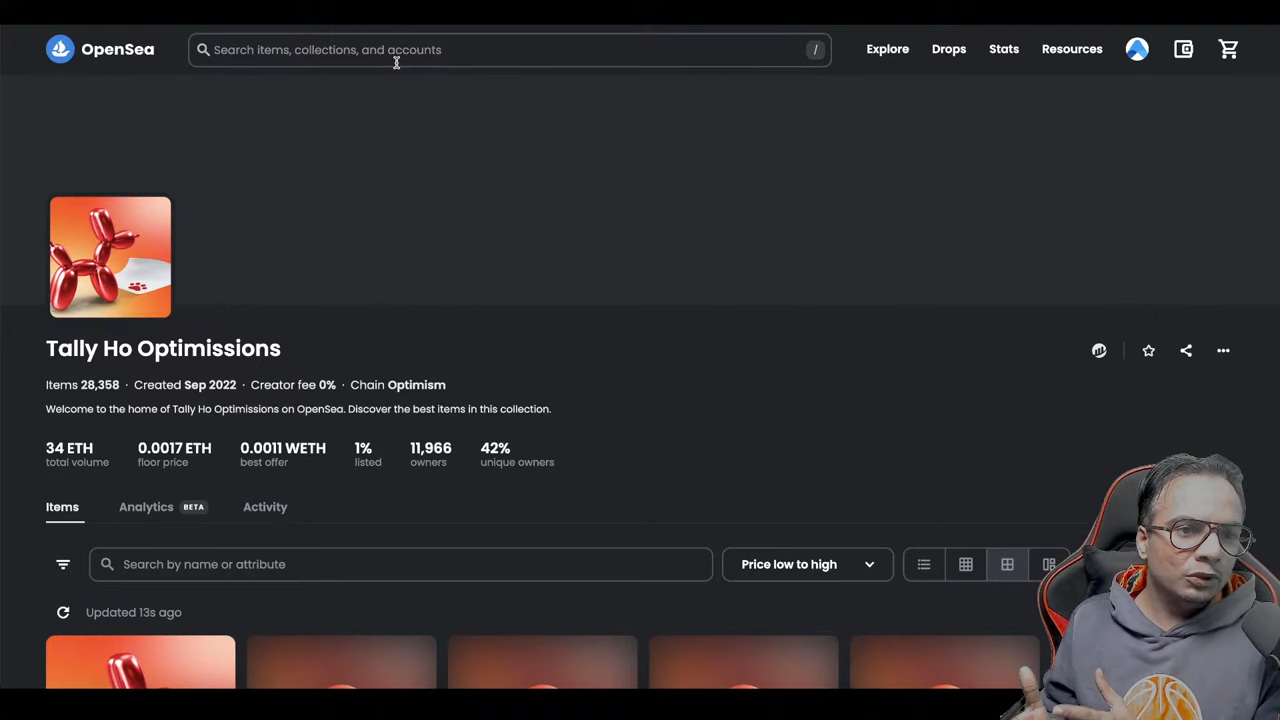 OpenSea
Search items, collections, and accounts
/
Explore
Drops
Stats
Resources
Tally Ho Optimissions
Items 28,358 · Created Sep 2022 · Creator fee 0% · Chain Optimism
Welcome to the home of Tally Ho Optimissions on OpenSea. Discover the best items in this collection.
34 ETH
total volume
0.0017 ETH
floor price
0.0011 WETH
best offer
1%
listed
11,966
owners
42%
unique owners
Items
Analytics BETA
Activity
Search by name or attribute
Price low to high
Updated 13s ago